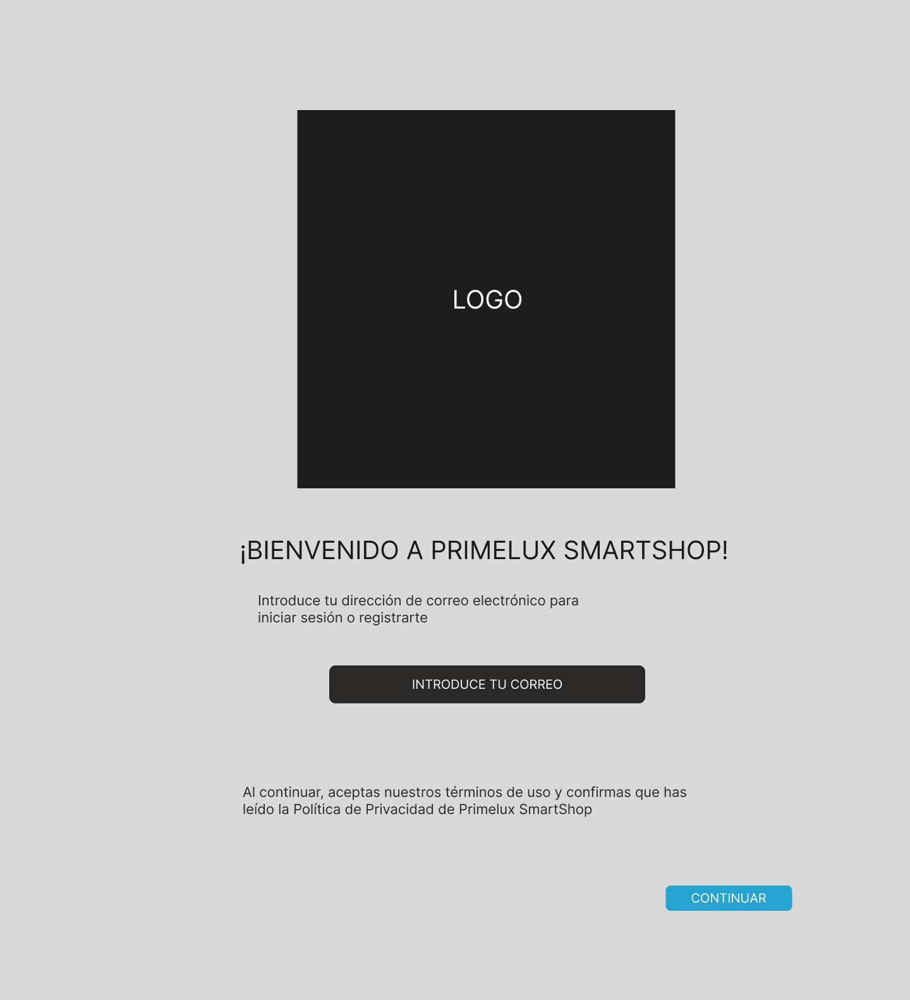 LOGO
¡BIENVENIDO A PRIMELUX SMARTSHOP!
Introduce tu dirección de correo electrónico para
iniciar sesión o registrarte
INTRODUCE TU CORREO
Al continuar, aceptas nuestros términos de uso y confirmas que has
leído la Política de Privacidad de Primelux SmartShop
CONTINUAR